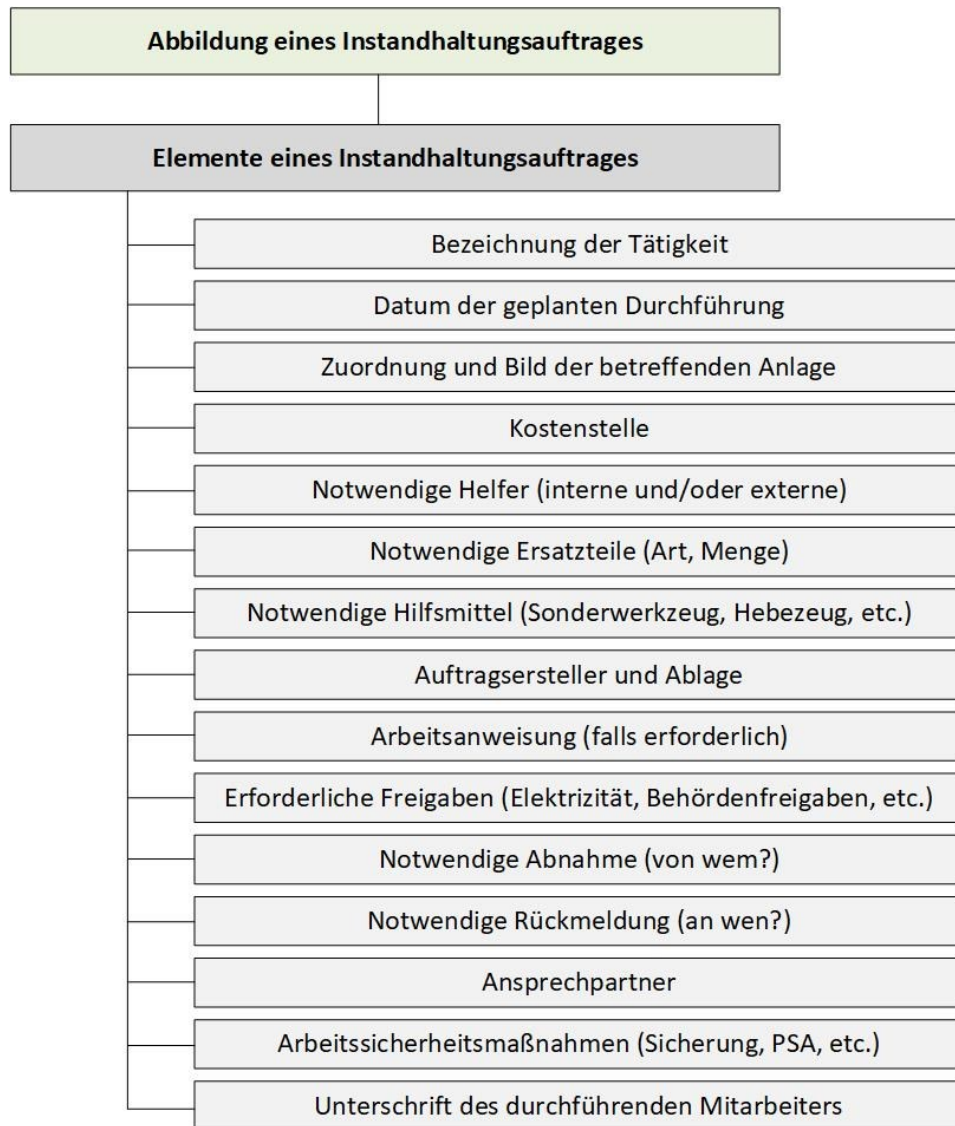 Abbildung eines Instandhaltungsauftrages
Elemente eines Instandhaltungsauftrages
Bezeichnung der Tätigkeit
Datum der geplanten Durchführung
Zuordnung und Bild der betreffenden Anlage
Kostenstelle
Notwendige Helfer (interne und/oder externe)
Notwendige Ersatzteile (Art, Menge)
Notwendige Hilfsmittel (Sonderwerkzeug, Hebezeug, etc.)
Auftragsersteller und Ablage
Arbeitsanweisung (falls erforderlich)
Erforderliche Freigaben (Elektrizität, Behördenfreigaben, etc.)
Notwendige Abnahme (von wem?)
Notwendige Rückmeldung (an wen?)
Ansprechpartner
Arbeitssicherheitsmaßnahmen (Sicherung, PSA, etc.)
Unterschrift des durchführenden Mitarbeiters